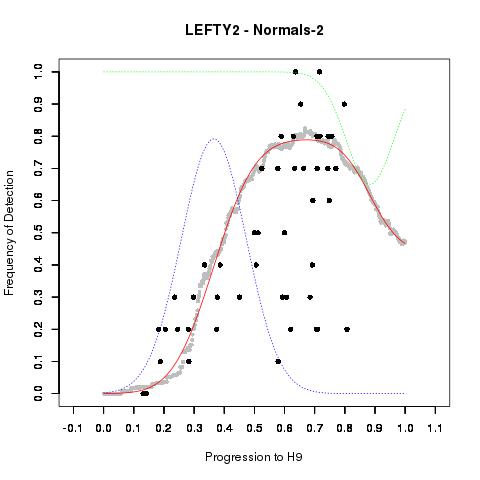 LEFTY2 - Normals-2
Frequency of Detection
1.0
0.9
0.8
0.7
0.6
0.5
0.4
0.3
0.2
0.1
0.0
-0.1 0.0 0.1 0.2 0.3 0.4 0.5 0.6 0.7 0.8 0.9 1.0 1.1
Progression to H9